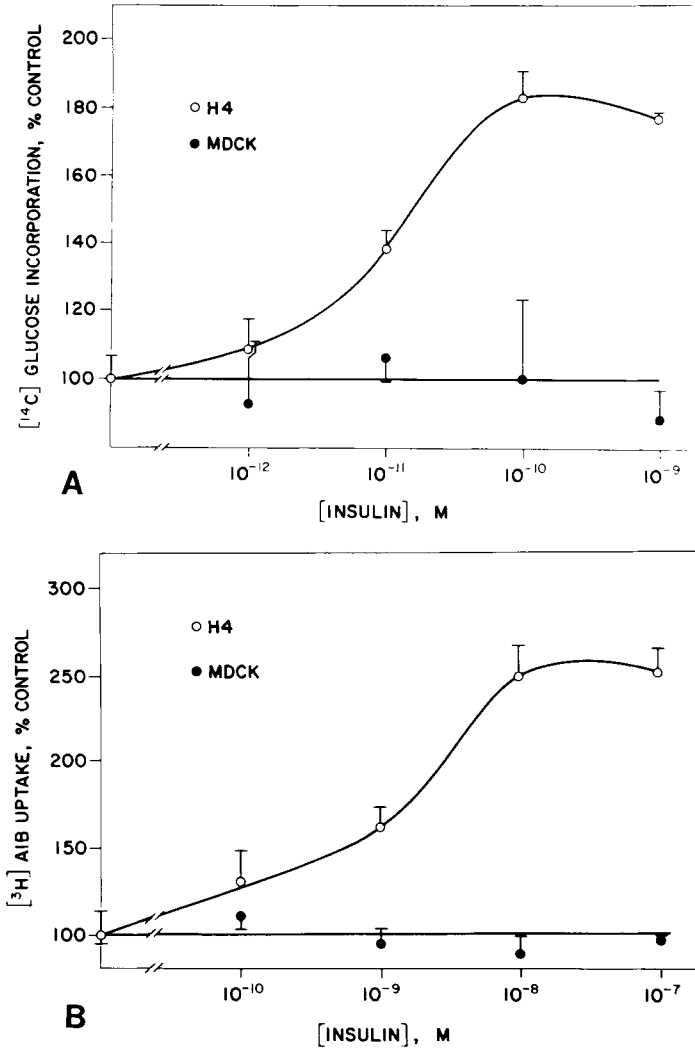 [¹⁴C] GLUCOSE INCORPORATION, % CONTROL
200
180
160
140
120
100
H4
MDCK
10⁻¹²
10⁻¹¹
10⁻¹⁰
10⁻⁹
[INSULIN], M
A
[³H] AIB UPTAKE, % CONTROL
300
250
200
150
100
H4
MDCK
10⁻¹⁰
10⁻⁹
10⁻⁸
10⁻⁷
[INSULIN], M
B